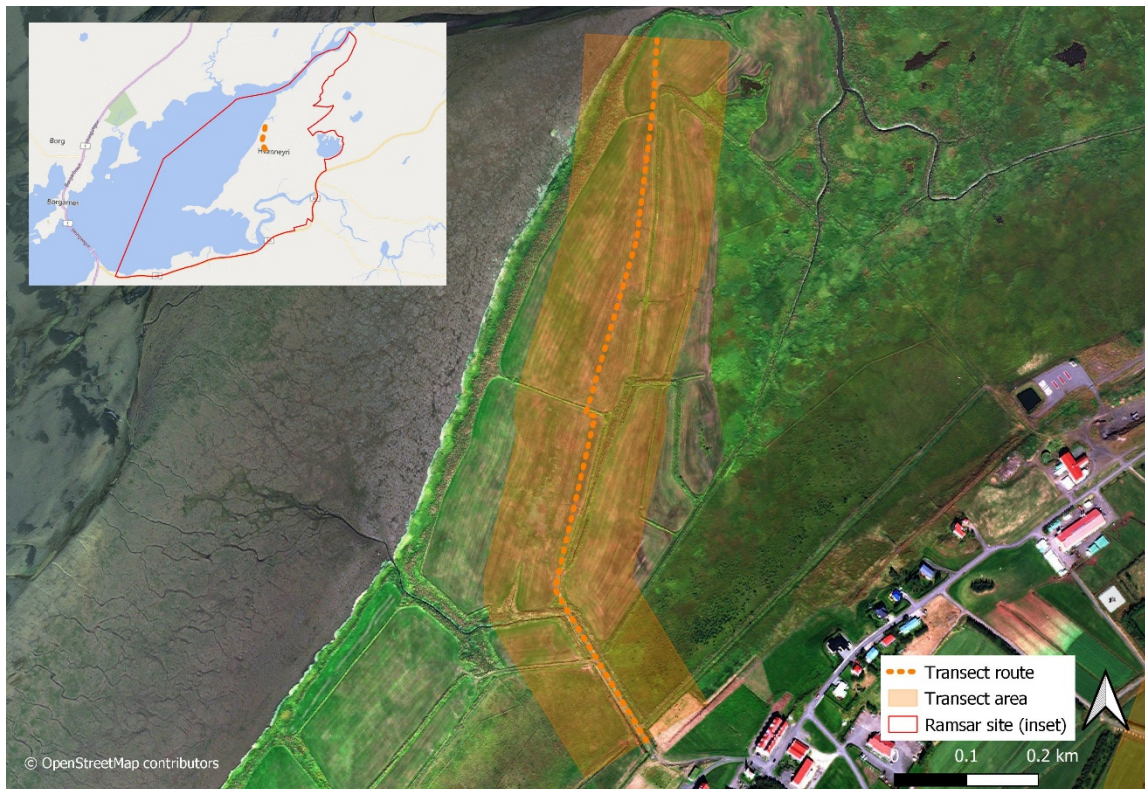 Borg
Borgarnes
Hvanneyri
Transect route
Transect area
Ramsar site (inset)
0
0.1
0.2 km
© OpenStreetMap contributors